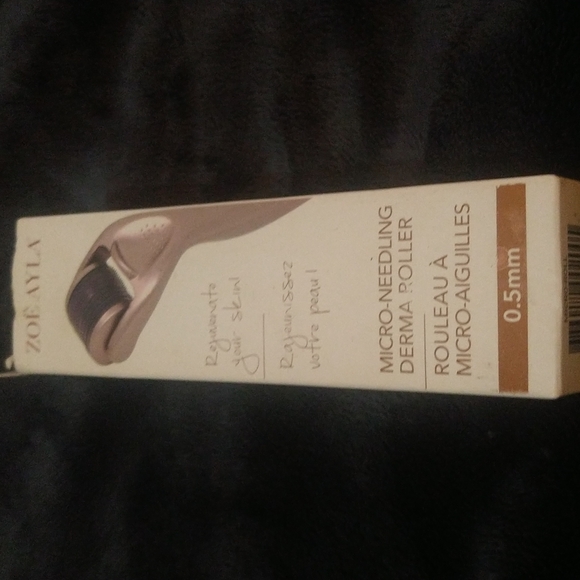 ZOË AYLA
Rejuvenate
your skin!
Rajeunissez
votre peau!
MICRO-NEEDLING
DERMA ROLLER
ROULEAU À
MICRO-AIGUILLES
0.5mm